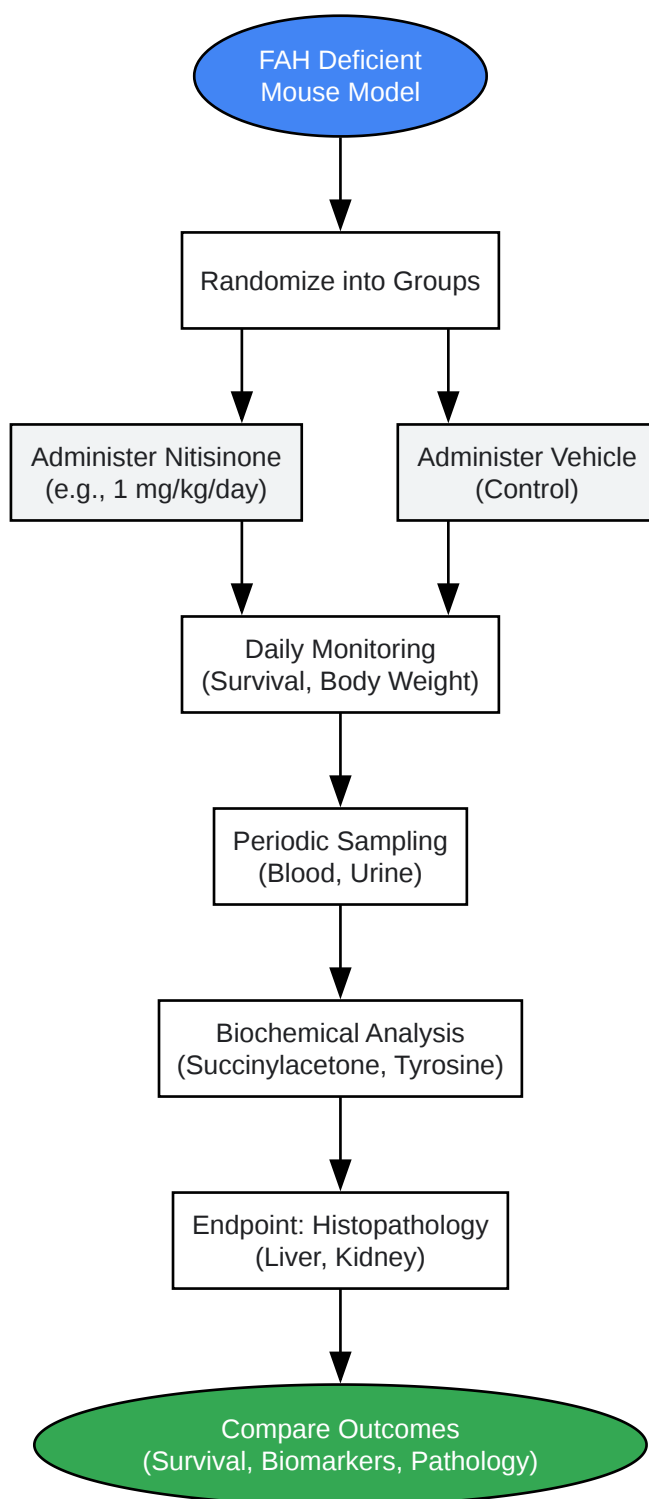 FAH Deficient
Mouse Model
Randomize into Groups
Administer Nitisinone
(e.g., 1 mg/kg/day)
Administer Vehicle
(Control)
Daily Monitoring
(Survival, Body Weight)
Periodic Sampling
(Blood, Urine)
Biochemical Analysis
(Succinylacetone, Tyrosine)
Endpoint: Histopathology
(Liver, Kidney)
Compare Outcomes
(Survival, Biomarkers, Pathology)